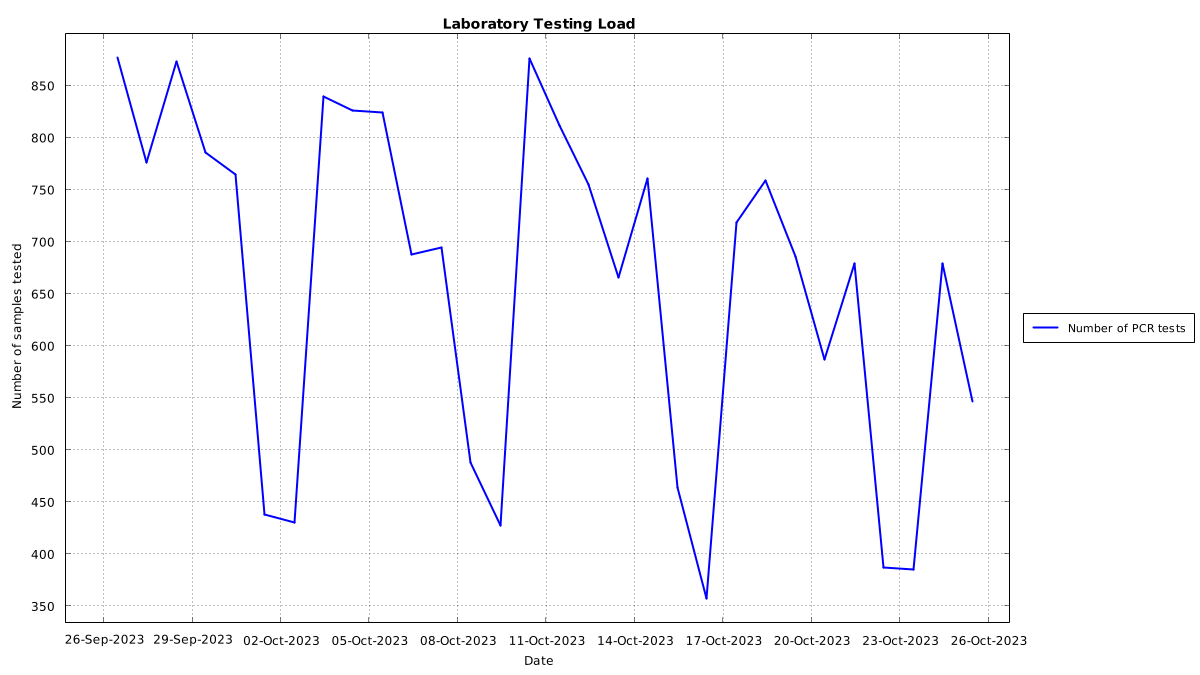 Laboratory Testing Load
Number of samples tested
850
800
750
700
650
600
550
500
450
400
350
26-Sep-2023 29-Sep-2023 02-Oct-2023 05-Oct-2023 08-Oct-2023 11-Oct-2023 14-Oct-2023 17-Oct-2023 20-Oct-2023 23-Oct-2023 26-Oct-2023
Date
Number of PCR tests